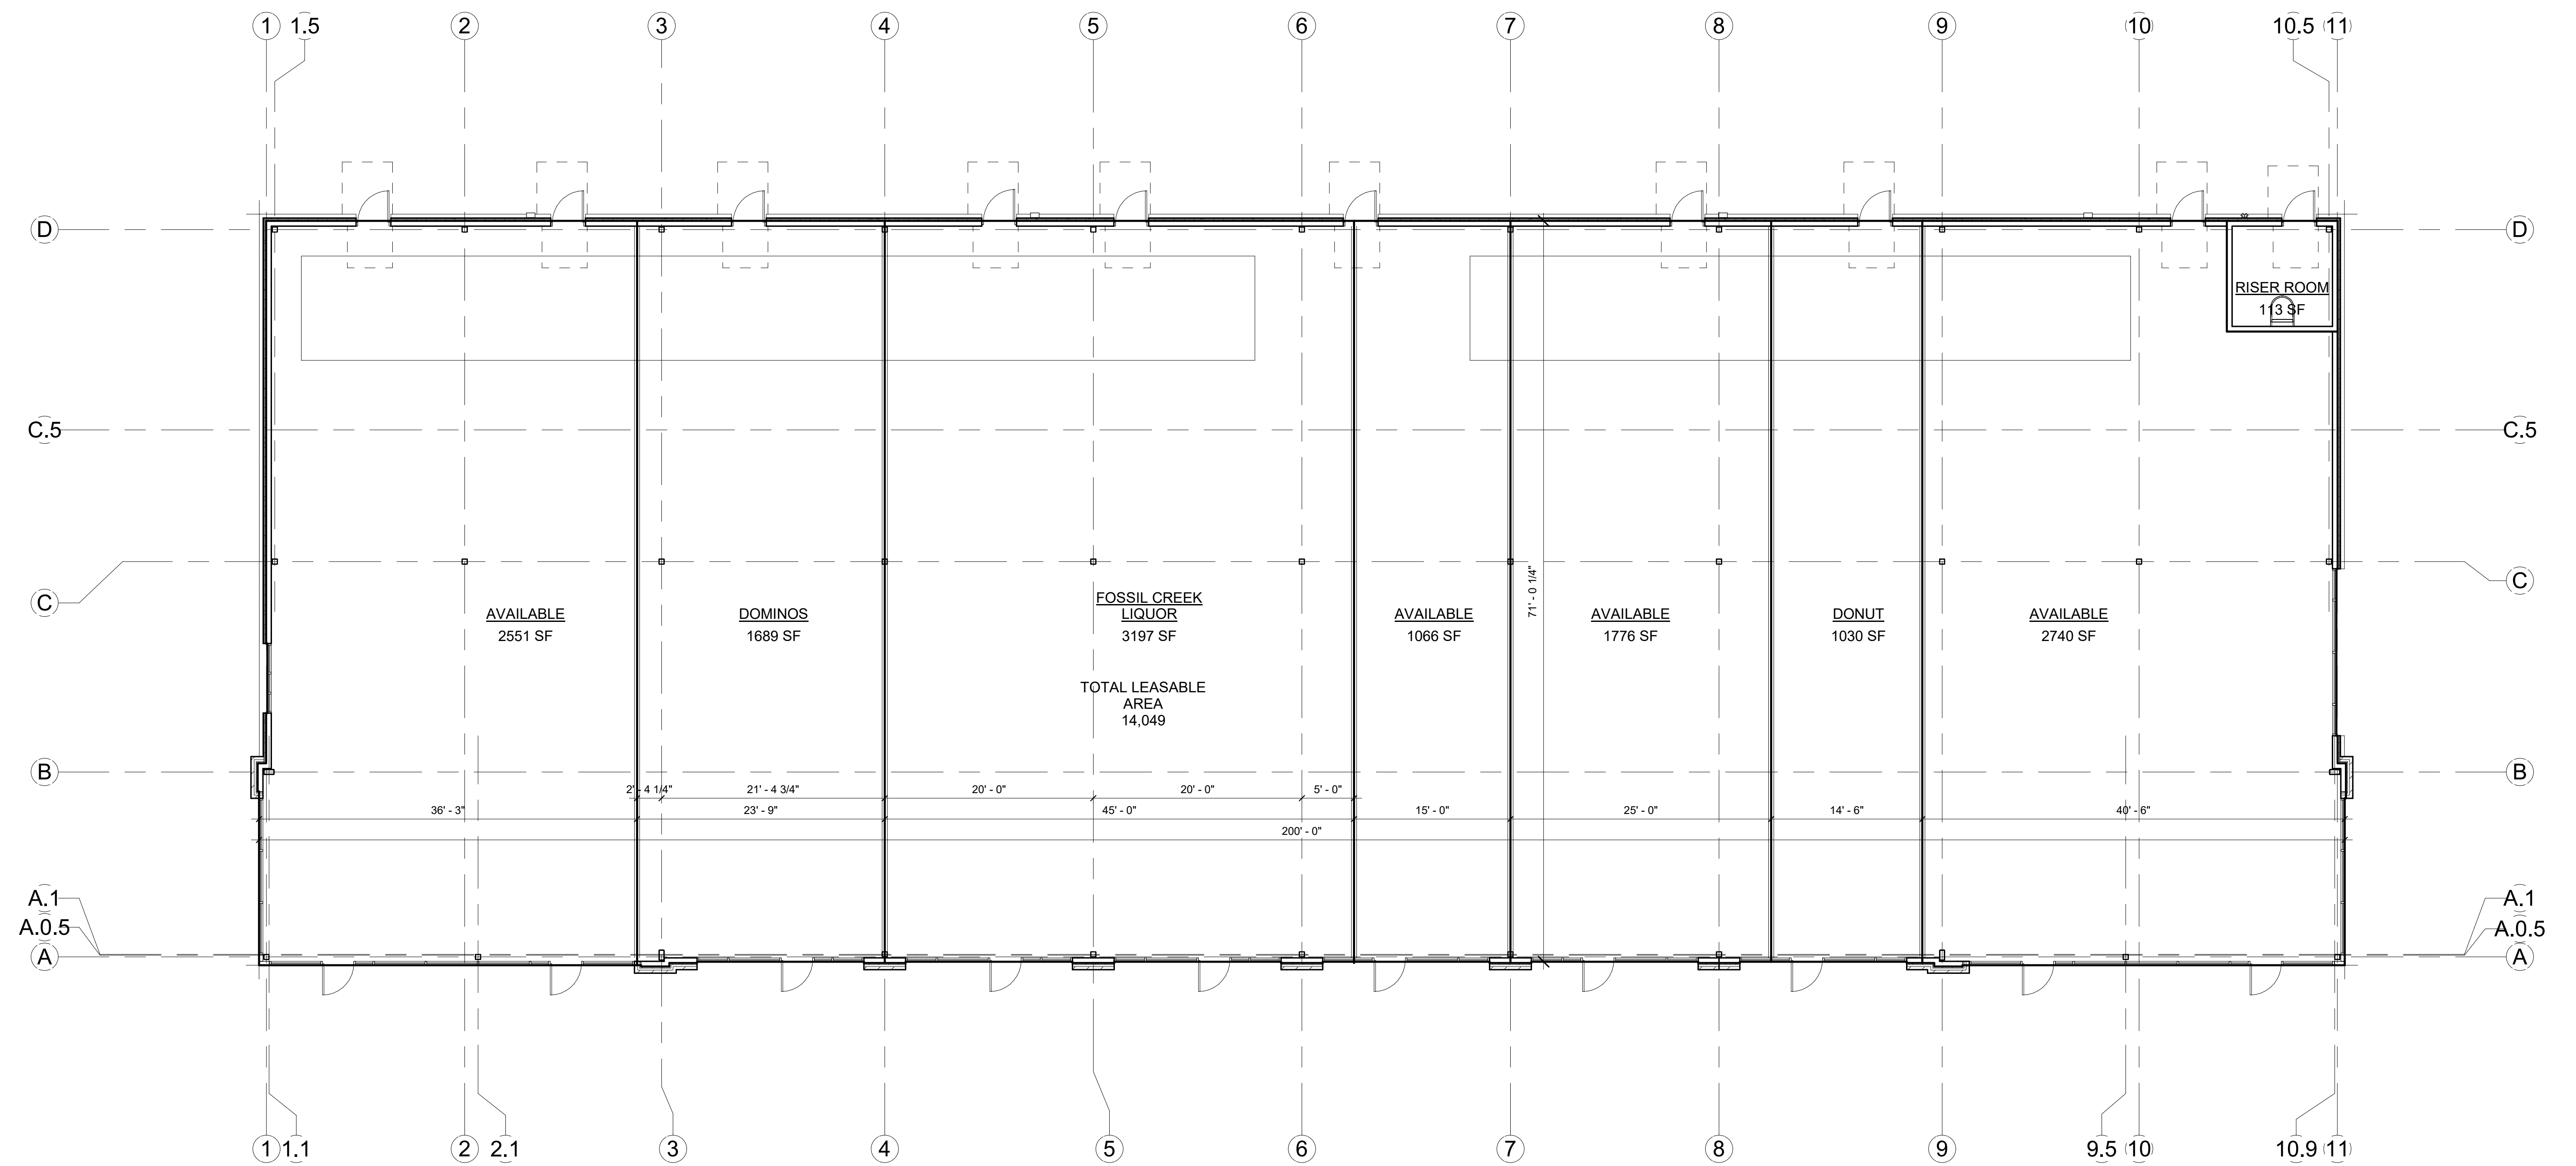 1 1.5 2 3 4 5 6 7 8 9 10 10.5 11
D D
RISER ROOM
113 SF
C.5 C.5
C C
71' - 0 1/4"
AVAILABLE
2551 SF
DOMINOS
1689 SF
FOSSIL CREEK
LIQUOR
3197 SF
AVAILABLE
1066 SF
AVAILABLE
1776 SF
DONUT
1030 SF
AVAILABLE
2740 SF
TOTAL LEASABLE
AREA
14,049
B B
2' - 4 1/4" 21' - 4 3/4" 20' - 0" 20' - 0" 5' - 0"
36' - 3" 23' - 9" 45' - 0" 15' - 0" 25' - 0" 14' - 6" 40' - 6"
200' - 0"
A.1 A.1
A.0.5 A.0.5
A A
1 1.1 2 2.1 3 4 5 6 7 8 9 9.5 10 10.9 11